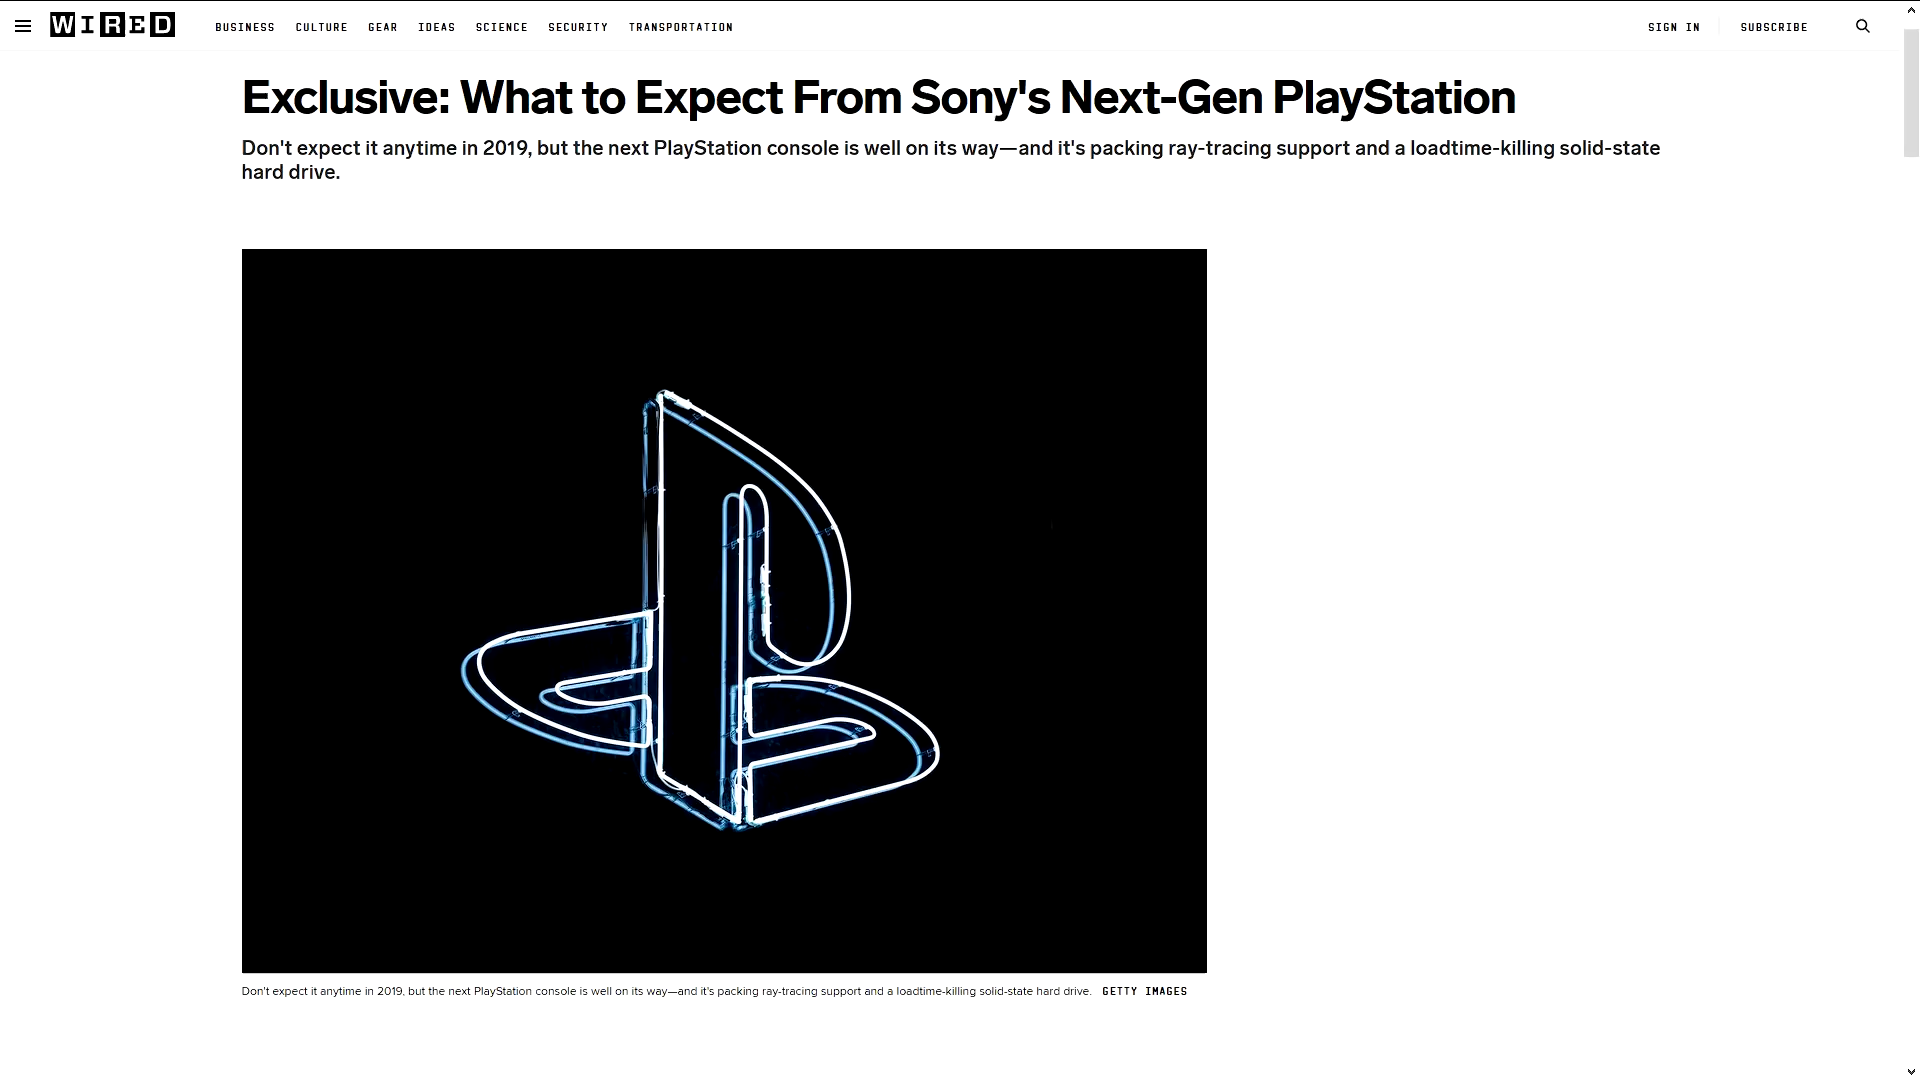 WIRED
BUSINESS CULTURE GEAR IDEAS SCIENCE SECURITY TRANSPORTATION
SIGN IN SUBSCRIBE
Exclusive: What to Expect From Sony's Next-Gen PlayStation
Don't expect it anytime in 2019, but the next PlayStation console is well on its way—and it's packing ray-tracing support and a loadtime-killing solid-state
hard drive.
Don't expect it anytime in 2019, but the next PlayStation console is well on its way—and it's packing ray-tracing support and a loadtime-killing solid-state hard drive. GETTY IMAGES